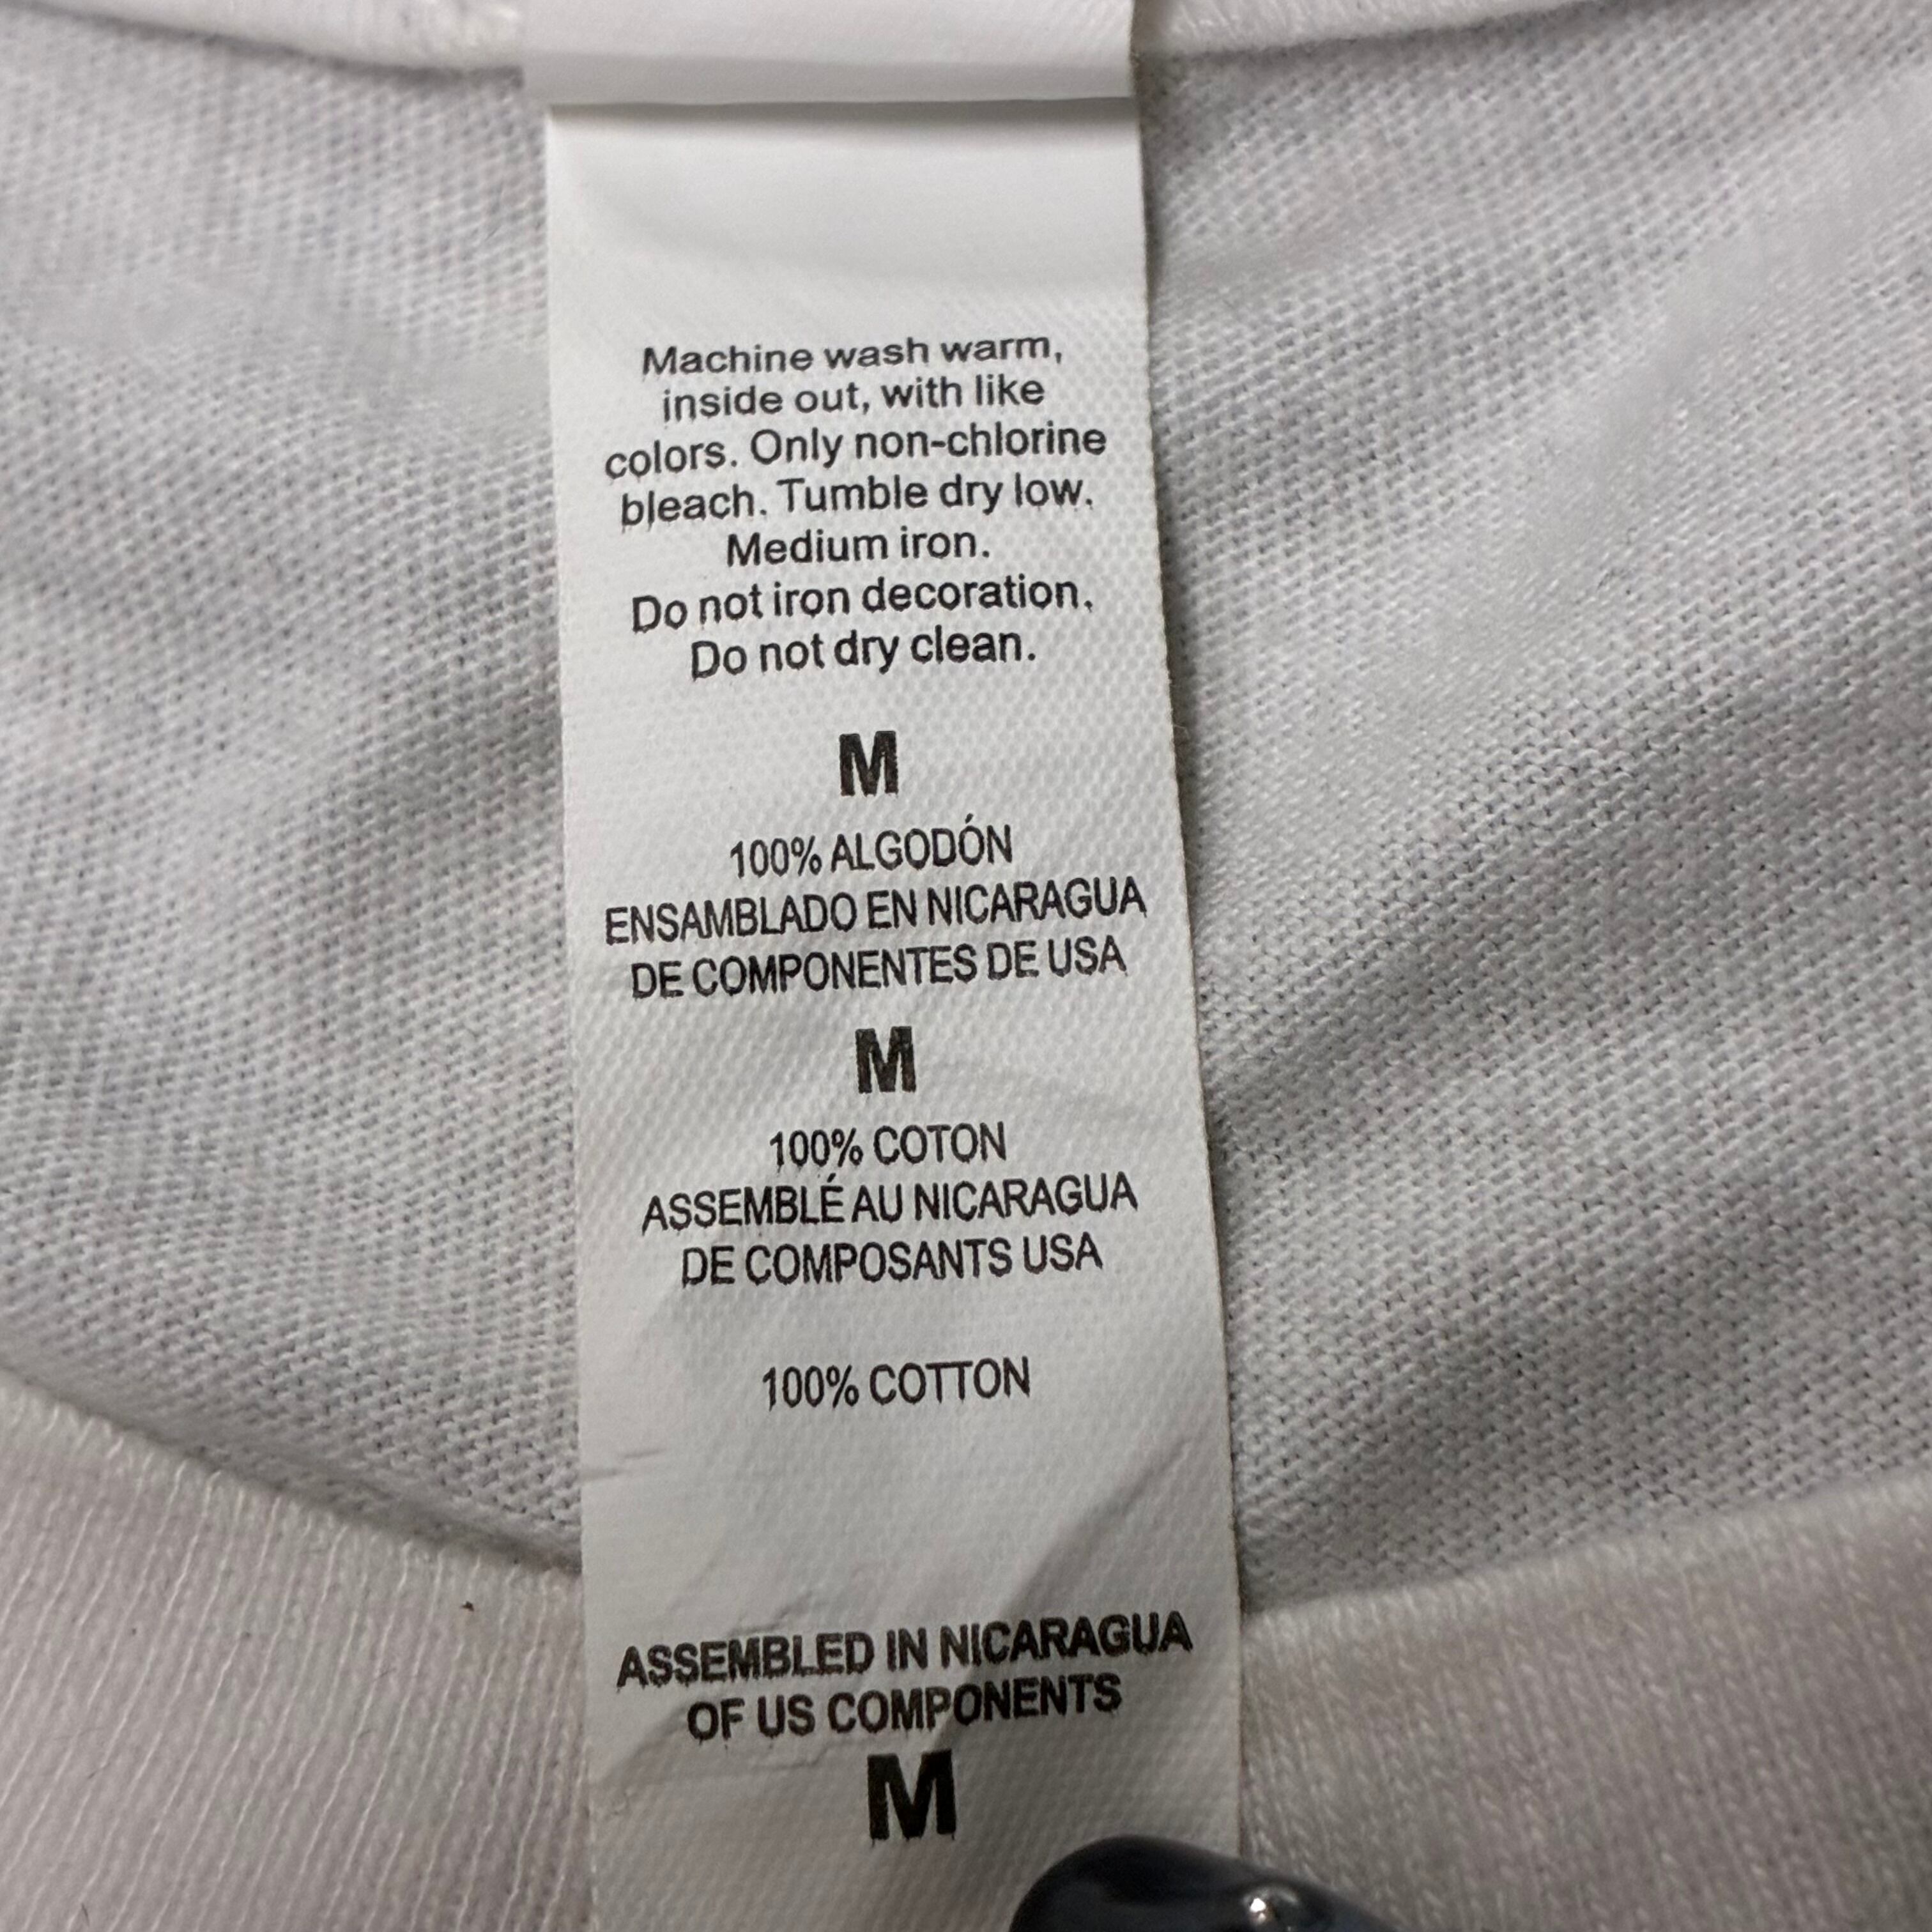 Machine wash warm,
inside out, with like
colors. Only non-chlorine
bleach. Tumble dry low.
Medium iron.
Do not iron decoration.
Do not dry clean.
M
100% ALGODÓN
ENSAMBLADO EN NICARAGUA
DE COMPONENTES DE USA
M
100% COTON
ASSEMBLÉ AU NICARAGUA
DE COMPOSANTS USA
100% COTTON
ASSEMBLED IN NICARAGUA
OF US COMPONENTS
M